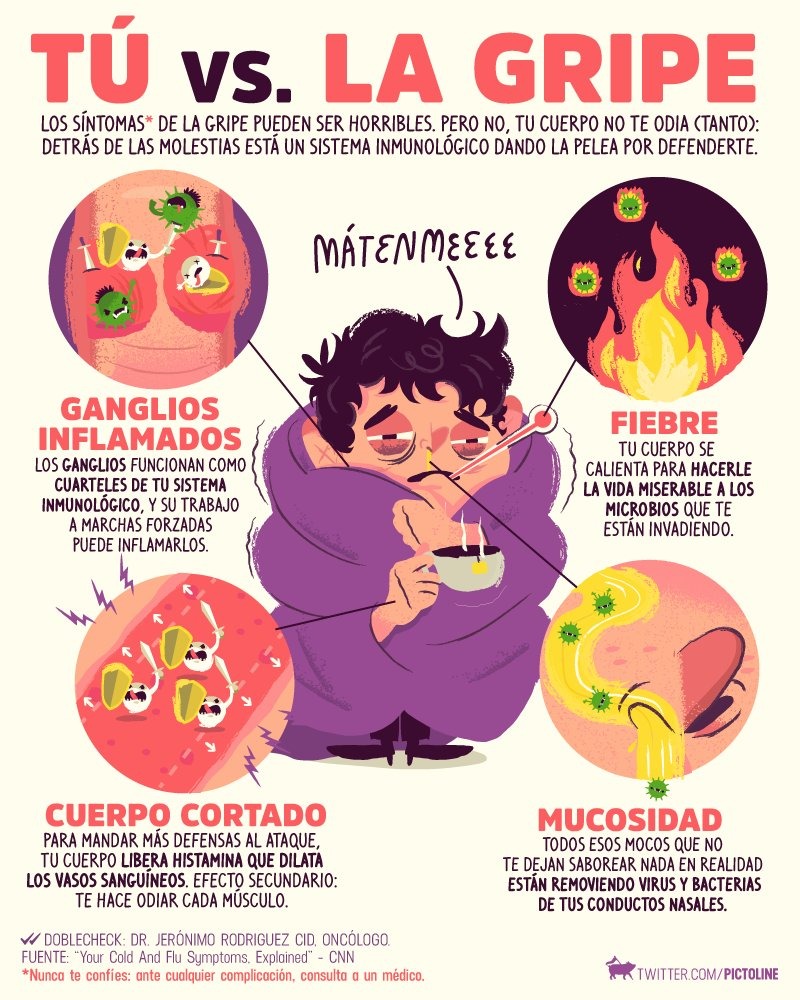 TÚ VS. LA GRIPE
LOS SÍNTOMAS* DE LA GRIPE PUEDEN SER HORRIBLES. PERO NO, TU CUERPO NO TE ODIA (TANTO):
DETRÁS DE LAS MOLESTIAS ESTÁ UN SISTEMA INMUNOLÓGICO DANDO LA PELEA POR DEFENDERTE.
MÁTENMEEEE
GANGLIOS
INFLAMADOS
LOS GANGLIOS FUNCIONAN COMO
CUARTELES DE TU SISTEMA
INMUNOLÓGICO, Y SU TRABAJO
A MARCHAS FORZADAS
PUEDE INFLAMARLOS.
FIEBRE
TU CUERPO SE
CALIENTA PARA HACERLE
LA VIDA MISERABLE A LOS
MICROBIOS QUE TE
ESTÁN INVADIENDO.
CUERPO CORTADO
PARA MANDAR MÁS DEFENSAS AL ATAQUE,
TU CUERPO LIBERA HISTAMINA QUE DILATA
LOS VASOS SANGUÍNEOS. EFECTO SECUNDARIO:
TE HACE ODIAR CADA MÚSCULO.
MUCOSIDAD
TODOS ESOS MOCOS QUE NO
TE DEJAN SABOREAR NADA EN REALIDAD
ESTÁN REMOVIENDO VIRUS Y BACTERIAS
DE TUS CONDUCTOS NASALES.
DOBLECHECK: DR. JERÓNIMO RODRIGUEZ CID, ONCÓLOGO.
FUENTE: "Your Cold And Flu Symptoms, Explained" - CNN
*Nunca te confíes: ante cualquier complicación, consulta a un médico.
TWITTER.COM/PICTOLINE